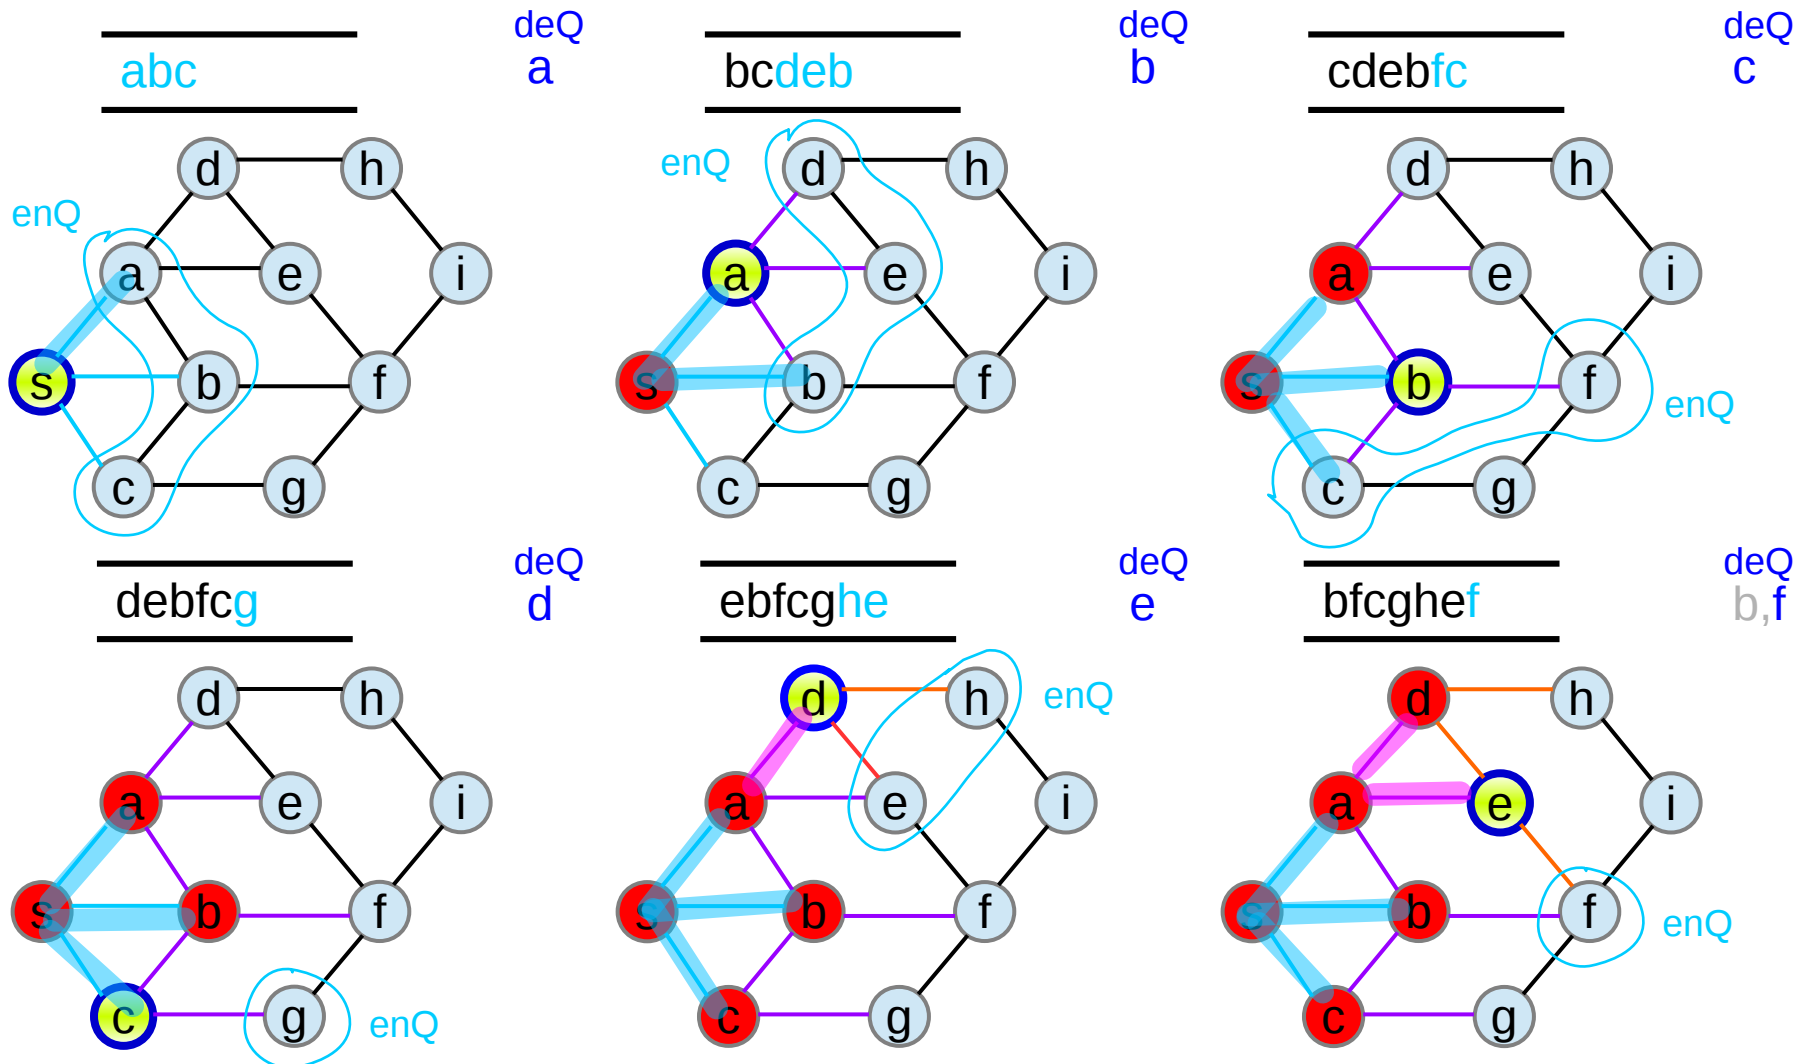 abc
deQ
a
enQ
d
h
a
e
i
s
b
f
c
g
bcdeb
deQ
b
enQ
d
h
a
e
i
s
b
f
c
g
cdebfc
deQ
c
d
h
a
e
i
s
b
f
enQ
c
g
debfcg
deQ
d
d
h
a
e
i
s
b
f
c
g
enQ
ebfcghe
deQ
e
d
h
enQ
a
e
i
s
b
f
c
g
bfcghef
deQ
b,f
d
h
a
e
i
s
b
f
enQ
c
g